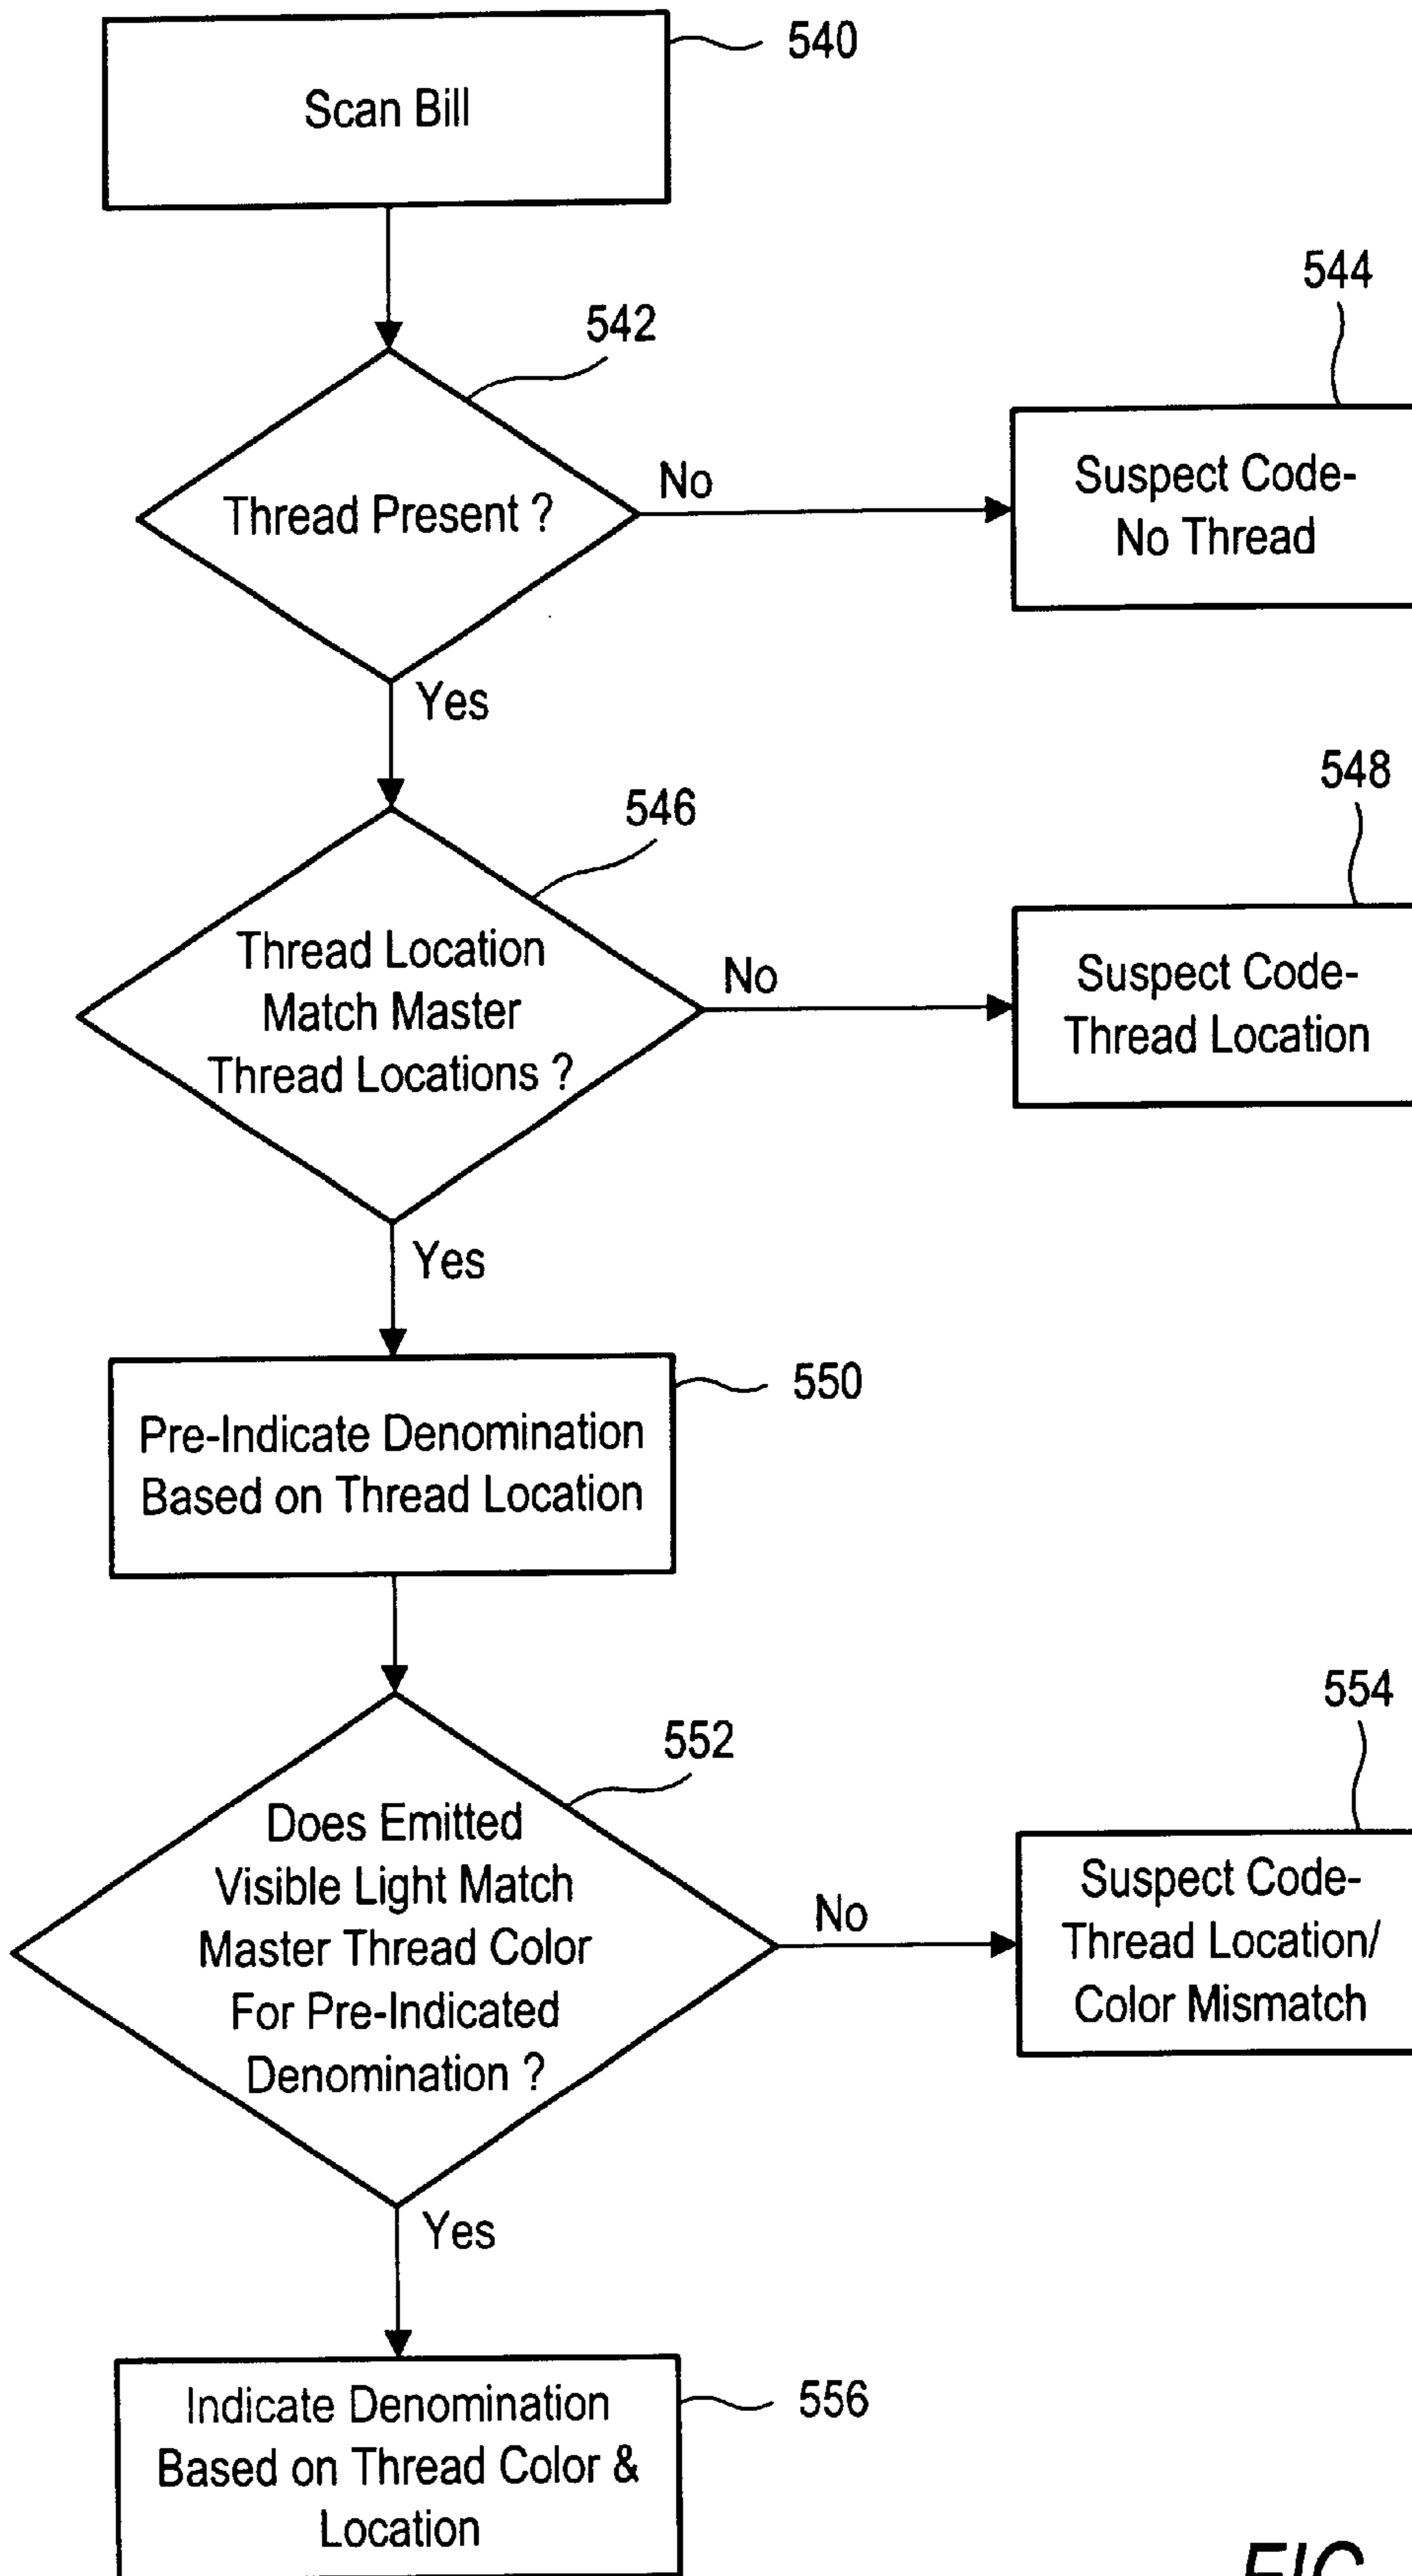 540
Scan Bill
542
544
Thread Present ?
No
Suspect Code-
No Thread
Yes
546
548
Thread Location
Match Master
Thread Locations ?
No
Suspect Code-
Thread Location
Yes
550
Pre-Indicate Denomination
Based on Thread Location
552
554
Does Emitted
Visible Light Match
Master Thread Color
For Pre-Indicated
Denomination ?
No
Suspect Code-
Thread Location/
Color Mismatch
Yes
556
Indicate Denomination
Based on Thread Color &
Location
FIG